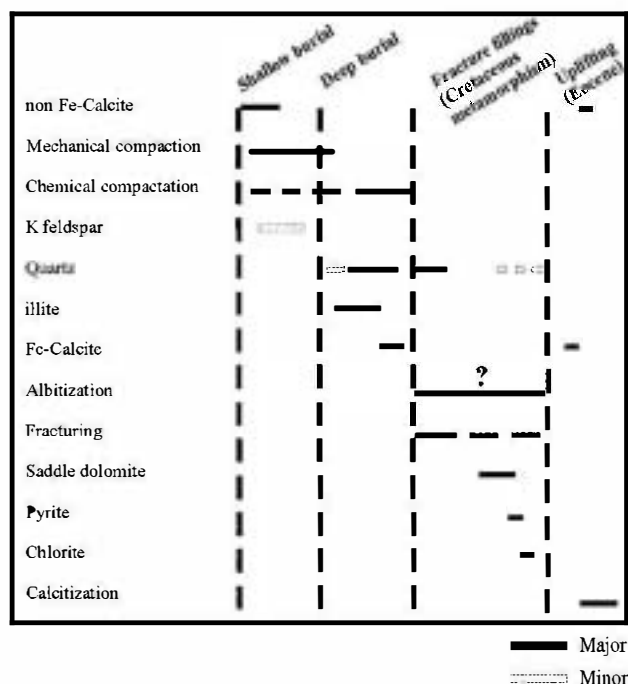 Shallow burial
Deep burial
Fracture fillings
(Cretaceous
metamorphism)
Uplifting
(Eocene)
non Fe-Calcite
Mechanical compaction
Chemical compactation
K feldspar
Quartz
illite
Fe-Calcite
Albitization
?
Fracturing
Saddle dolomite
Pyrite
Chlorite
Calcitization
Major
Minor